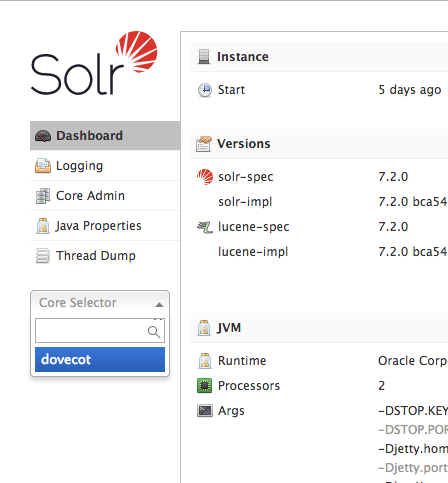 Solr
Dashboard
Logging
Core Admin
Java Properties
Thread Dump
Core Selector
dovecot
Instance
Start 5 days ago
Versions
solr-spec 7.2.0
solr-impl 7.2.0 bca54
lucene-spec 7.2.0
lucene-impl 7.2.0 bca54
JVM
Runtime Oracle Corp
Processors 2
Args -DSTOP.KEY
-DSTOP.POR
-Djetty.hom
-Djetty.port